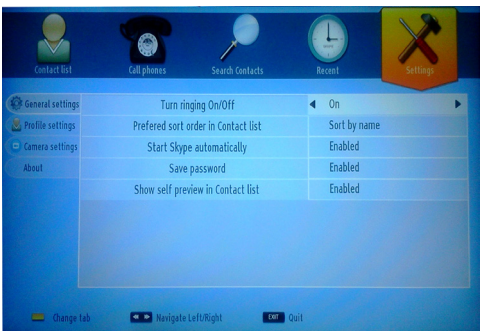 Contact list
Call phones
Search Contacts
Recent
Settings
General settings
Turn ringing On/Off
On
Profile settings
Prefered sort order in Contact list
Sort by name
Camera settings
Start Skype automatically
Enabled
About
Save password
Enabled
Show self preview in Contact list
Enabled
Change tab
Navigate Left/Right
EXIT Quit